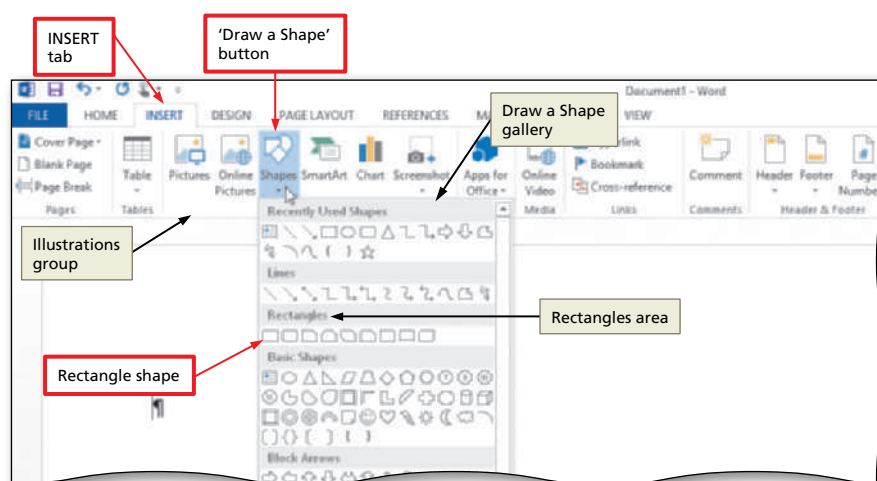 INSERT
tab
'Draw a Shape'
button
Document1 - Word
FILE HOME INSERT DESIGN PAGE LAYOUT REFERENCES VIEW
Draw a Shape
gallery
Cover Page
Blank Page
Page Break
Table
Pictures
Online
Pictures
Shapes
SmartArt
Chart
Screenshot
Apps for
Office
Online
Video
Bookmark
Cross-reference
Comment
Header
Footer
Page
Pages
Tables
Media
Links
Comments
Header & Footer
Recently Used Shapes
Illustrations
group
Lines
Rectangles
Rectangles area
Basic Shapes
Rectangle shape
¶
Block Arrows